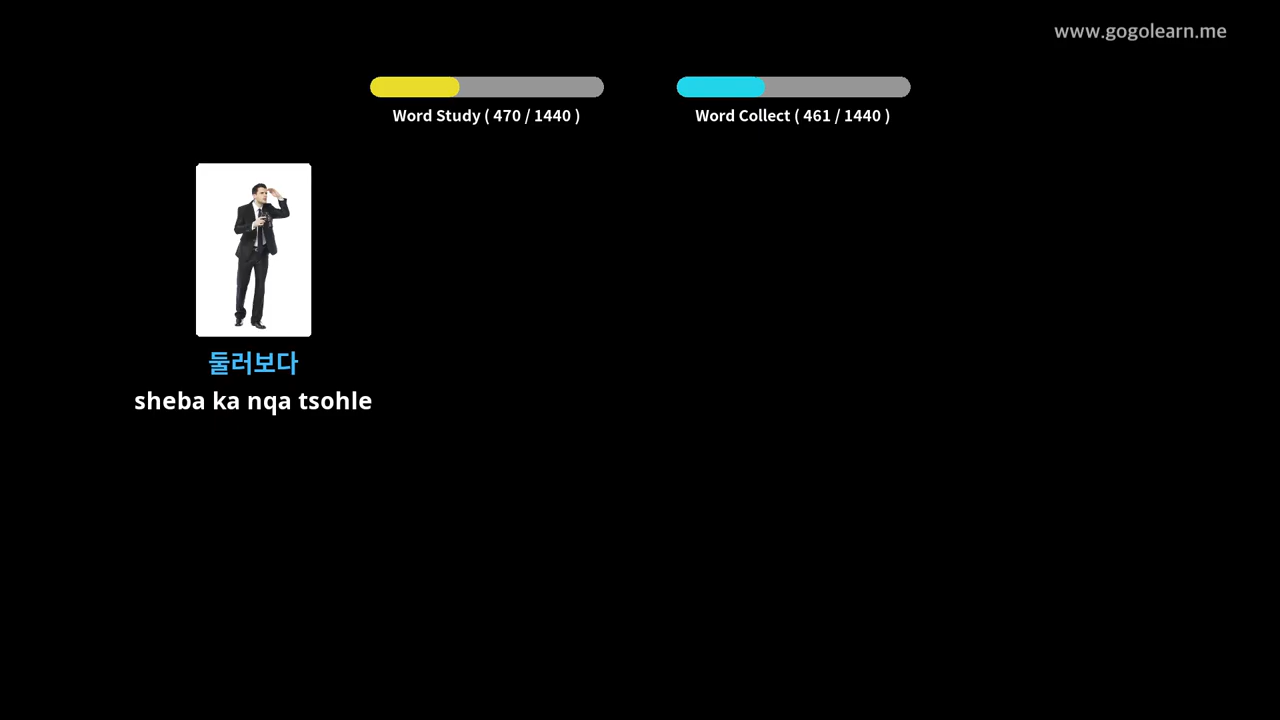 www.gogolearn.me
Word Study ( 470 / 1440 )
Word Collect ( 461 / 1440 )
둘러보다
sheba ka nqa tsohle